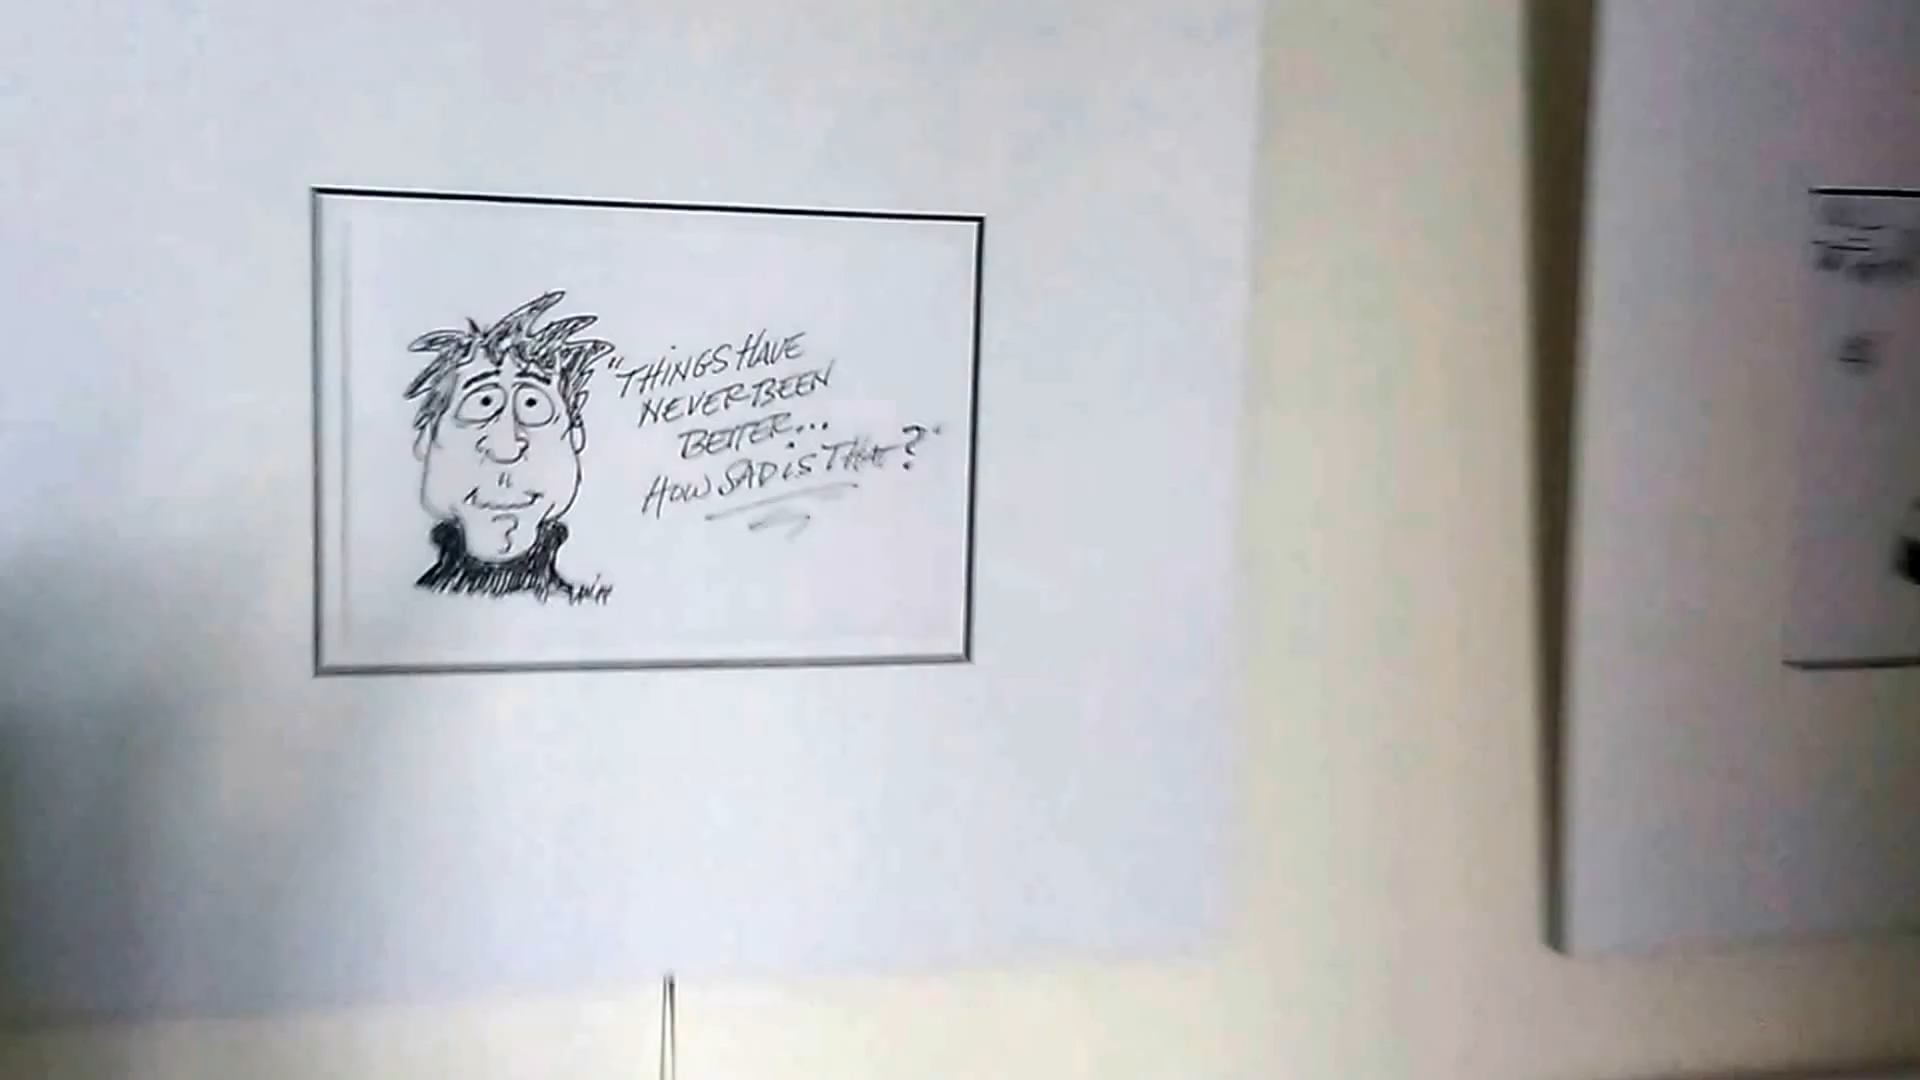 "THINGS HAVE
NEVER BEEN
BETTER...
HOW SAD IS THAT?"